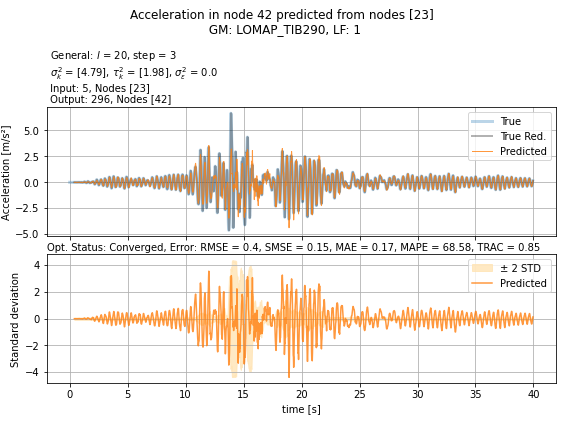 Acceleration in node 42 predicted from nodes [23]
GM: LOMAP_TIB290, LF: 1
General: l = 20, step = 3
σ²ₖ = [4.79], τ²ₖ = [1.98], σ²ε = 0.0
Input: 5, Nodes [23]
Output: 296, Nodes [42]
Acceleration [m/s²]
5.0
2.5
0.0
−2.5
−5.0
True
True Red.
Predicted
Opt. Status: Converged, Error: RMSE = 0.4, SMSE = 0.15, MAE = 0.17, MAPE = 68.58, TRAC = 0.85
Standard deviation
4
2
0
−2
−4
± 2 STD
Predicted
0 5 10 15 20 25 30 35 40
time [s]